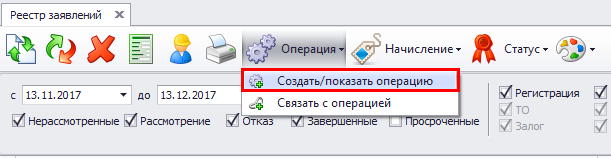 Реестр заявлений
Операция Начисление Статус
Создать/показать операцию
Связать с операцией
с 13.11.2017 до 13.12.2017
Регистрация
Нерассмотренные Рассмотрение Отказ Завершенные Просроченные
ТО
Залог